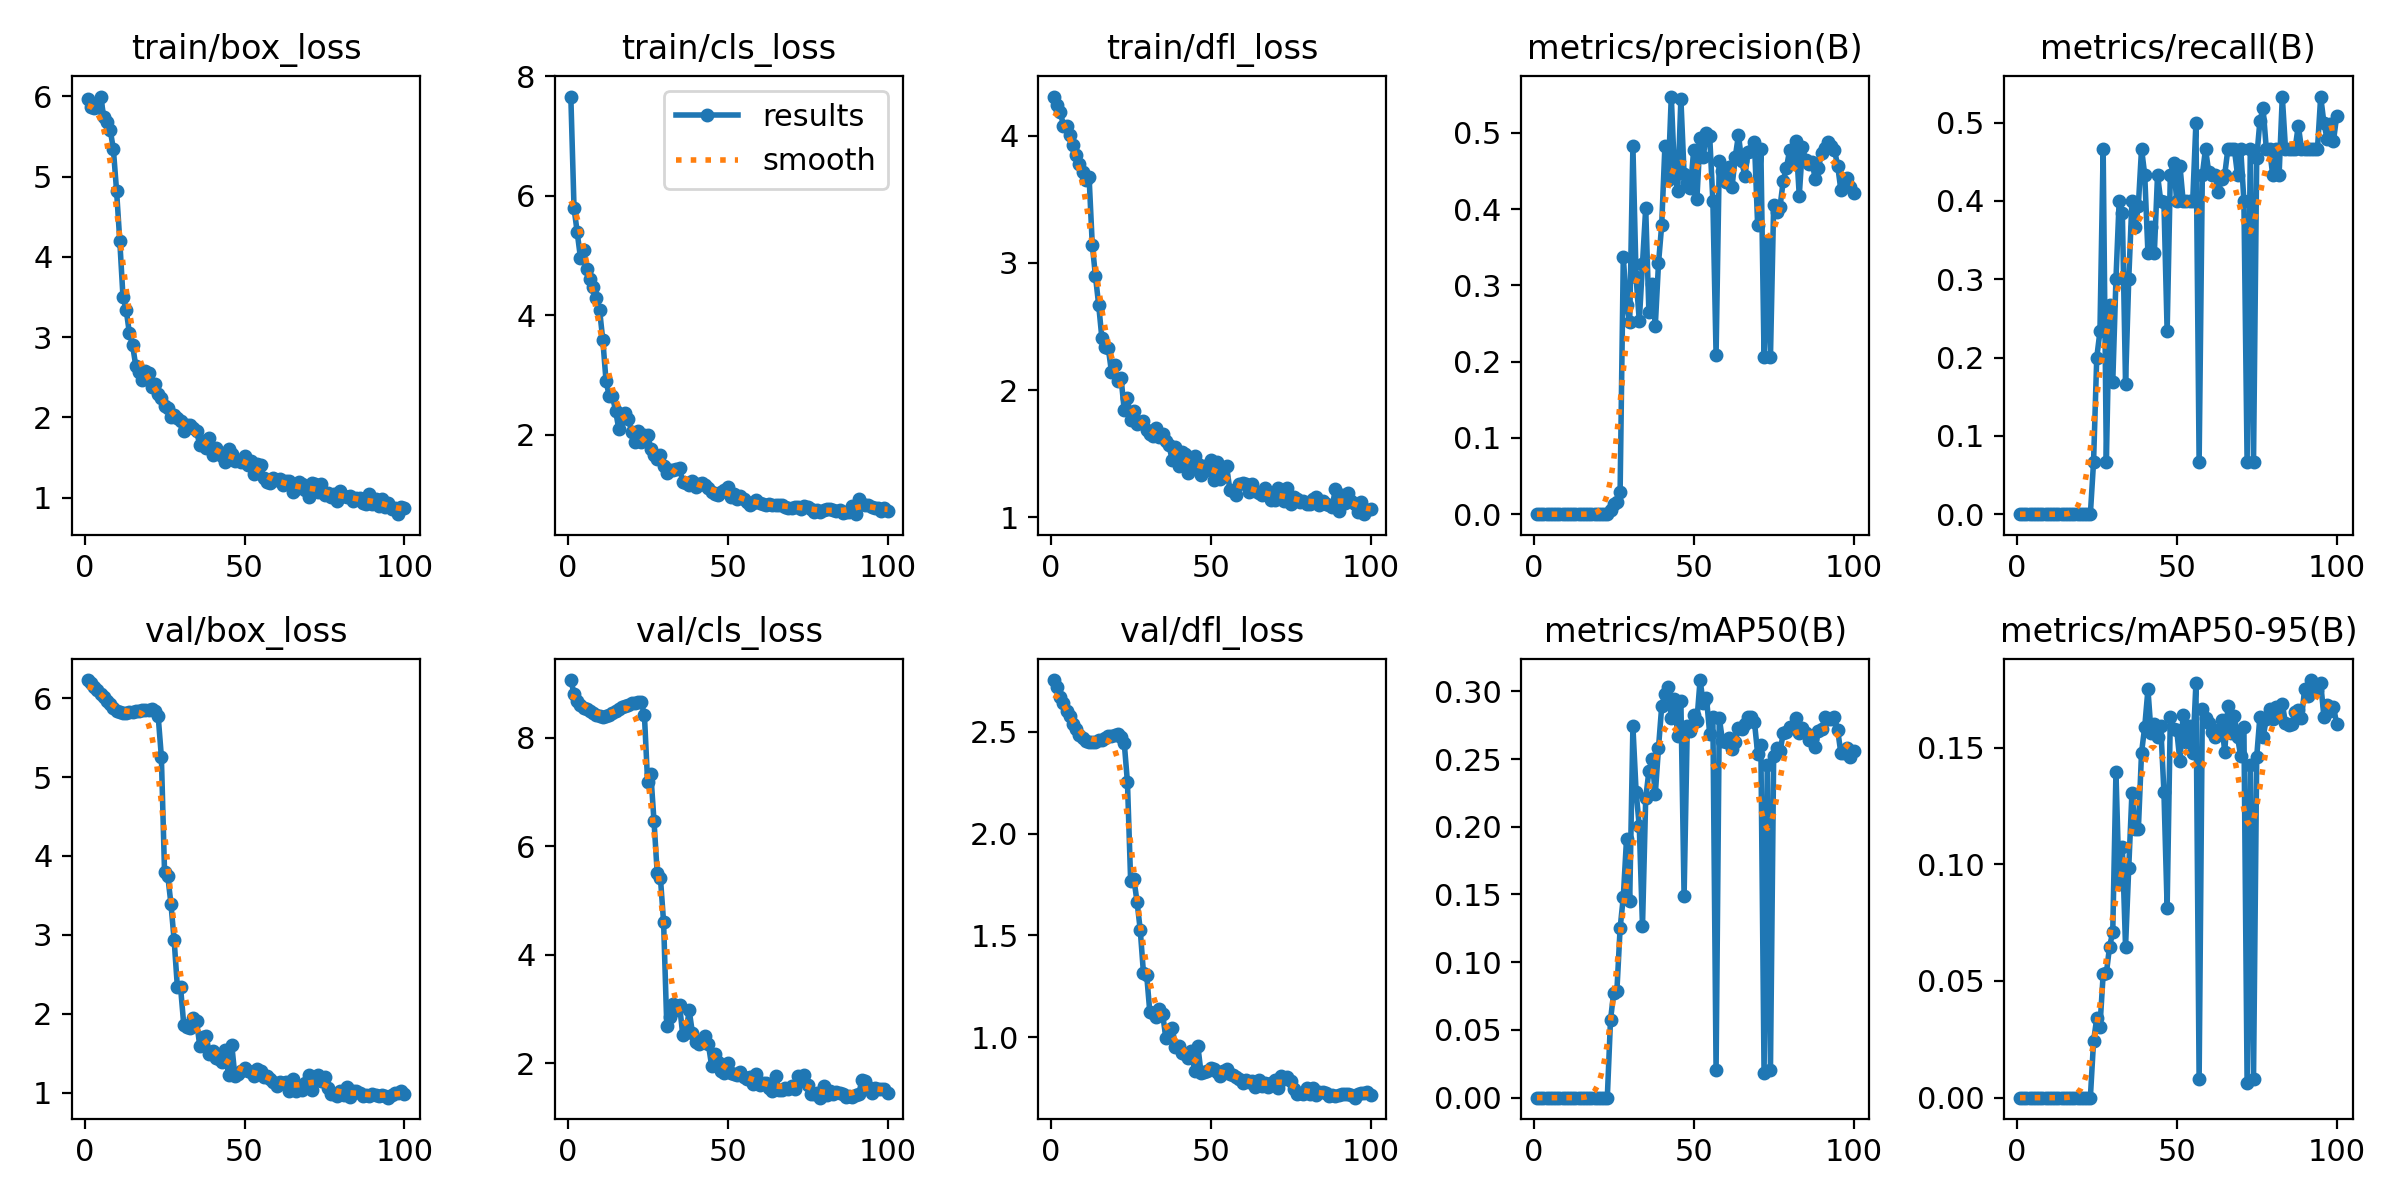 train/box_loss
6
5
4
3
2
1
0 50 100
train/cls_loss
8
6
4
2
0 50 100
results
smooth
train/dfl_loss
4
3
2
1
0 50 100
metrics/precision(B)
0.5
0.4
0.3
0.2
0.1
0.0
0 50 100
metrics/recall(B)
0.5
0.4
0.3
0.2
0.1
0.0
0 50 100
val/box_loss
6
5
4
3
2
1
0 50 100
val/cls_loss
8
6
4
2
0 50 100
val/dfl_loss
2.5
2.0
1.5
1.0
0 50 100
metrics/mAP50(B)
0.30
0.25
0.20
0.15
0.10
0.05
0.00
0 50 100
metrics/mAP50-95(B)
0.15
0.10
0.05
0.00
0 50 100